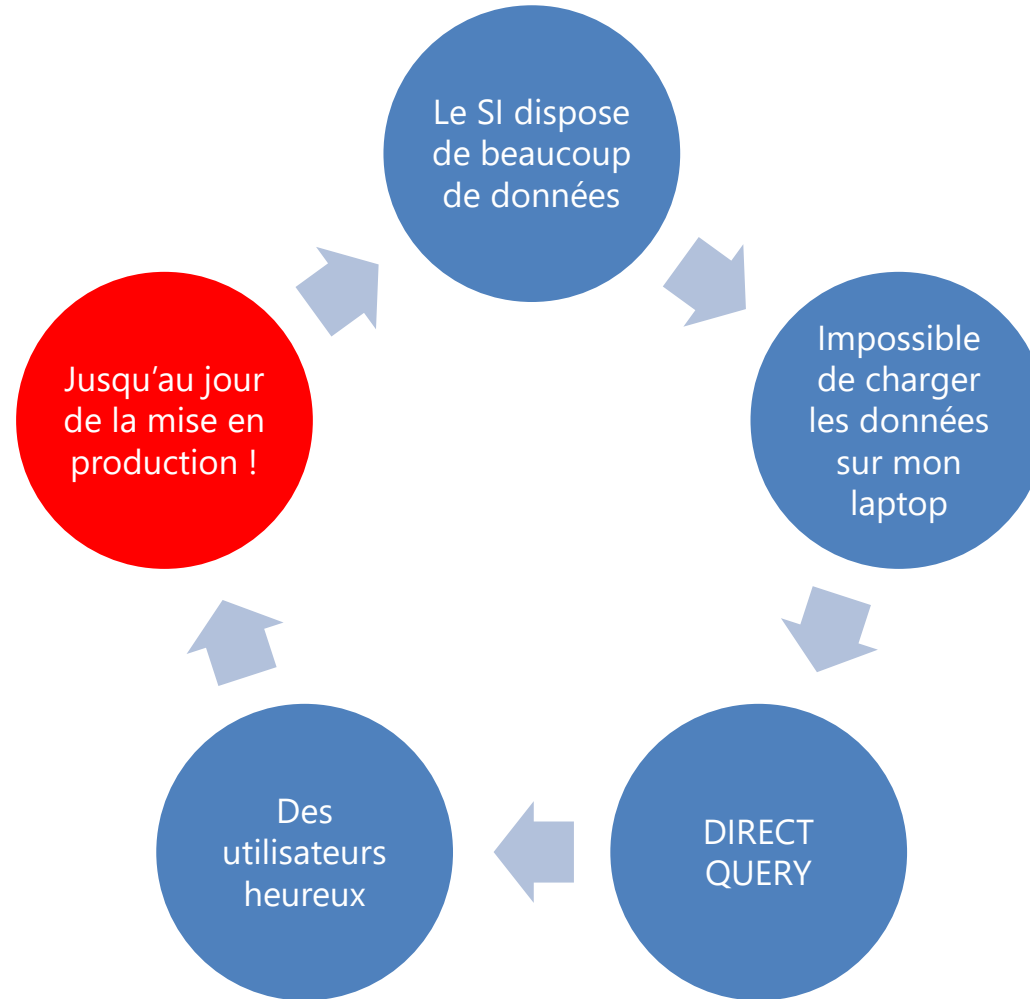 Le SI dispose
de beaucoup
de données
Impossible
de charger
les données
sur mon
laptop
DIRECT
QUERY
Des
utilisateurs
heureux
Jusqu’au jour
de la mise en
production !